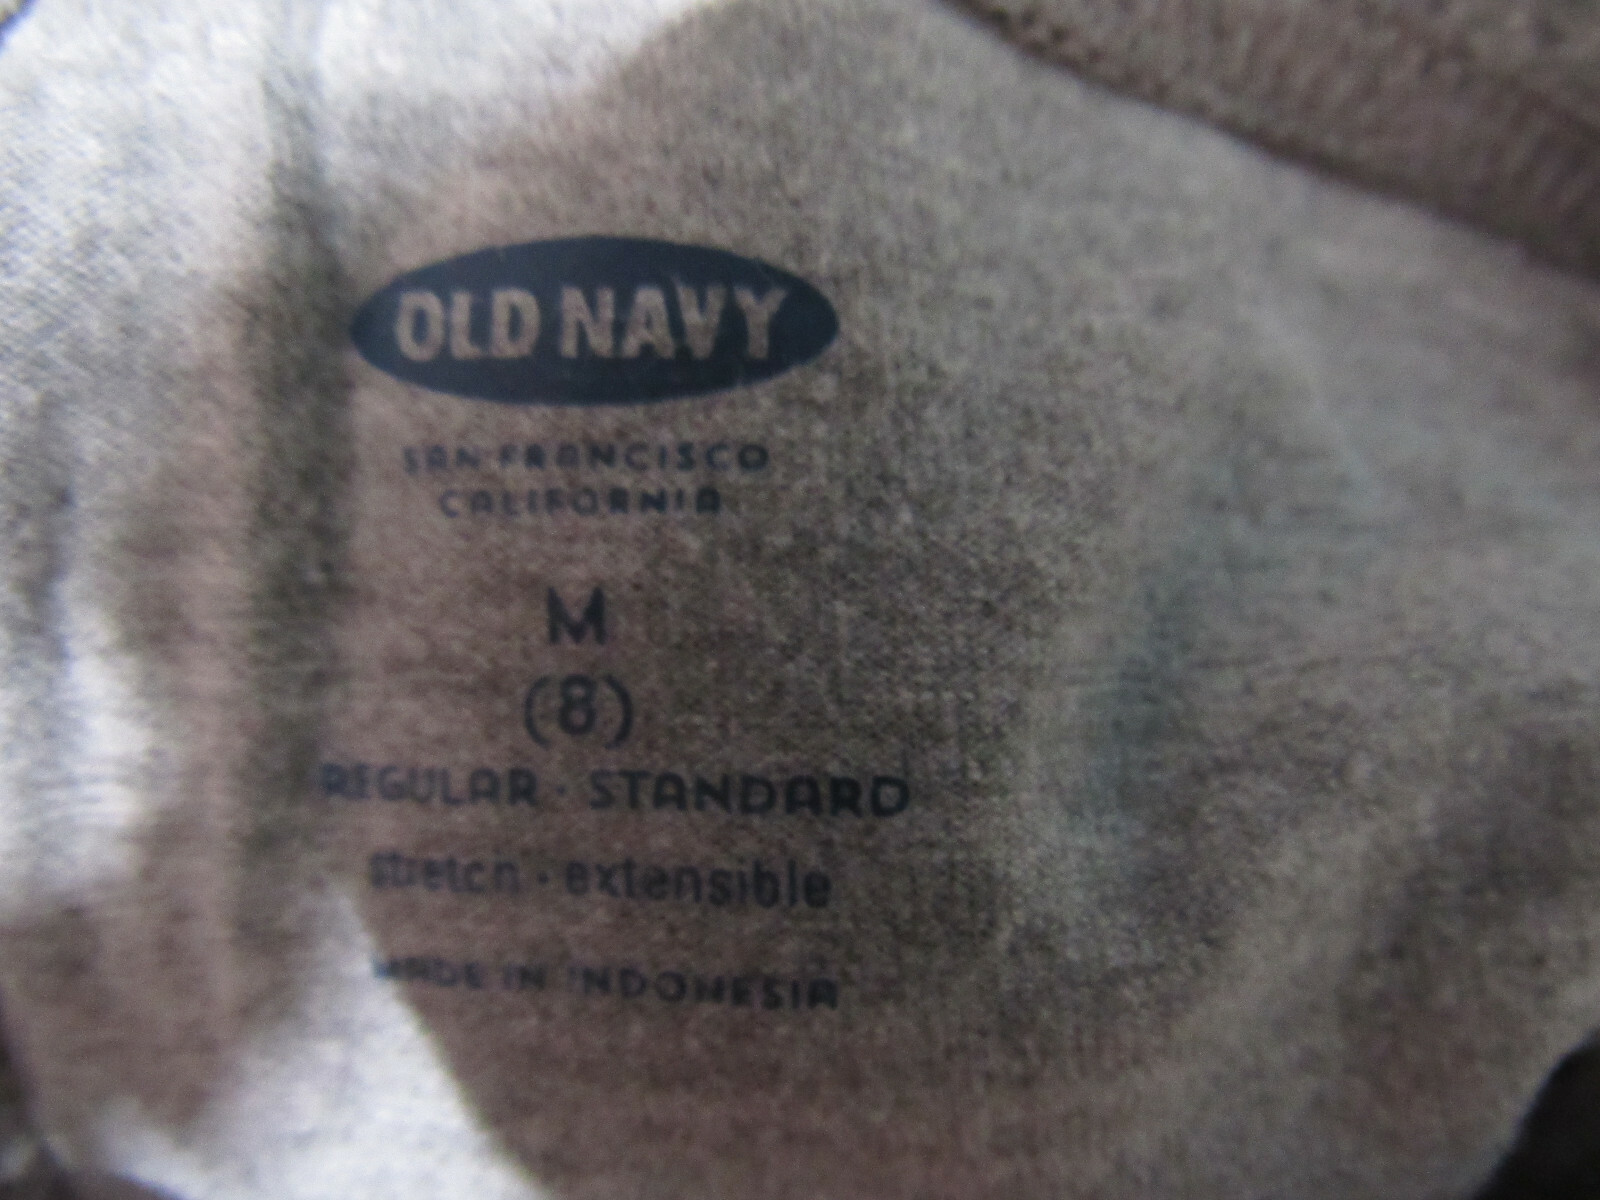 OLD NAVY
SAN FRANCISCO
CALIFORNIA
M
(8)
REGULAR · STANDARD
stretch · extensible
MADE IN INDONESIA